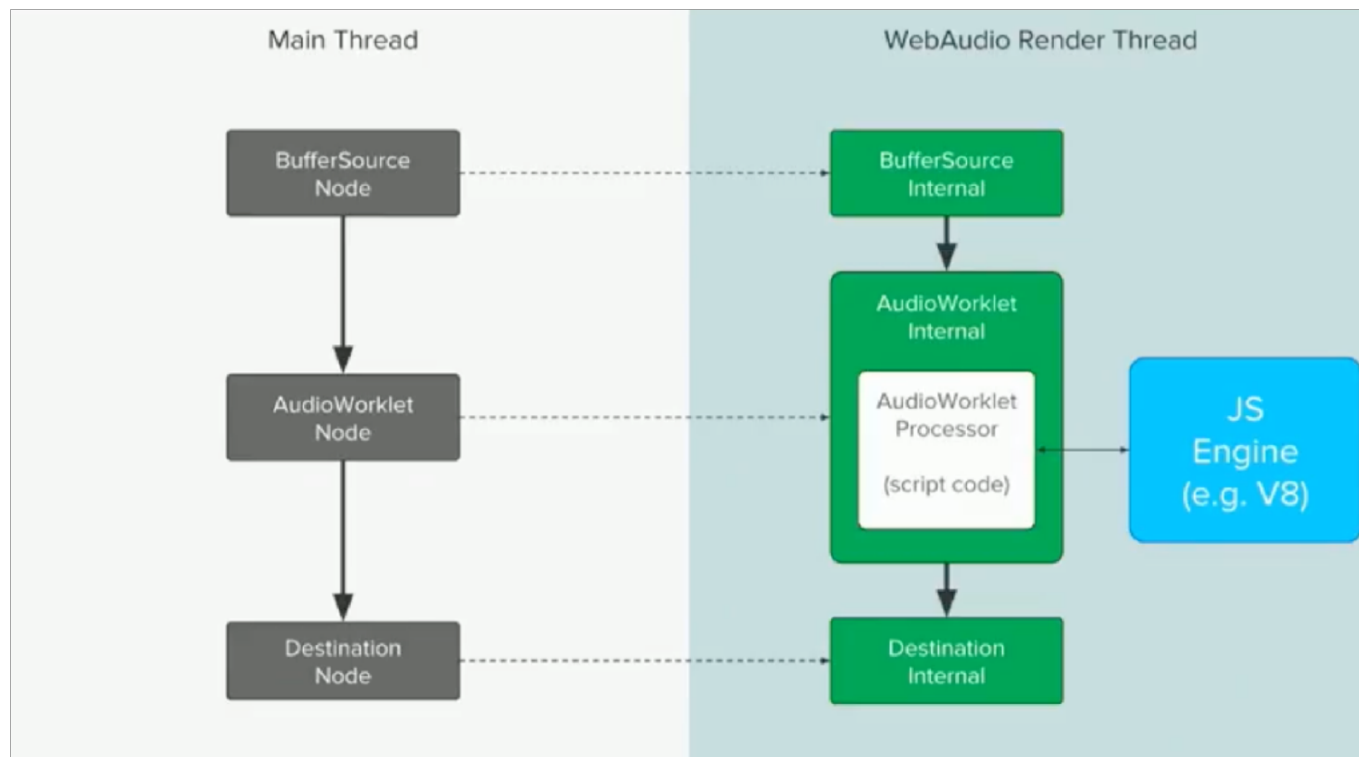 Main Thread
WebAudio Render Thread
BufferSource
Node
BufferSource
Internal
AudioWorklet
Internal
AudioWorklet
Node
AudioWorklet
Processor
(script code)
JS
Engine
(e.g. V8)
Destination
Node
Destination
Internal